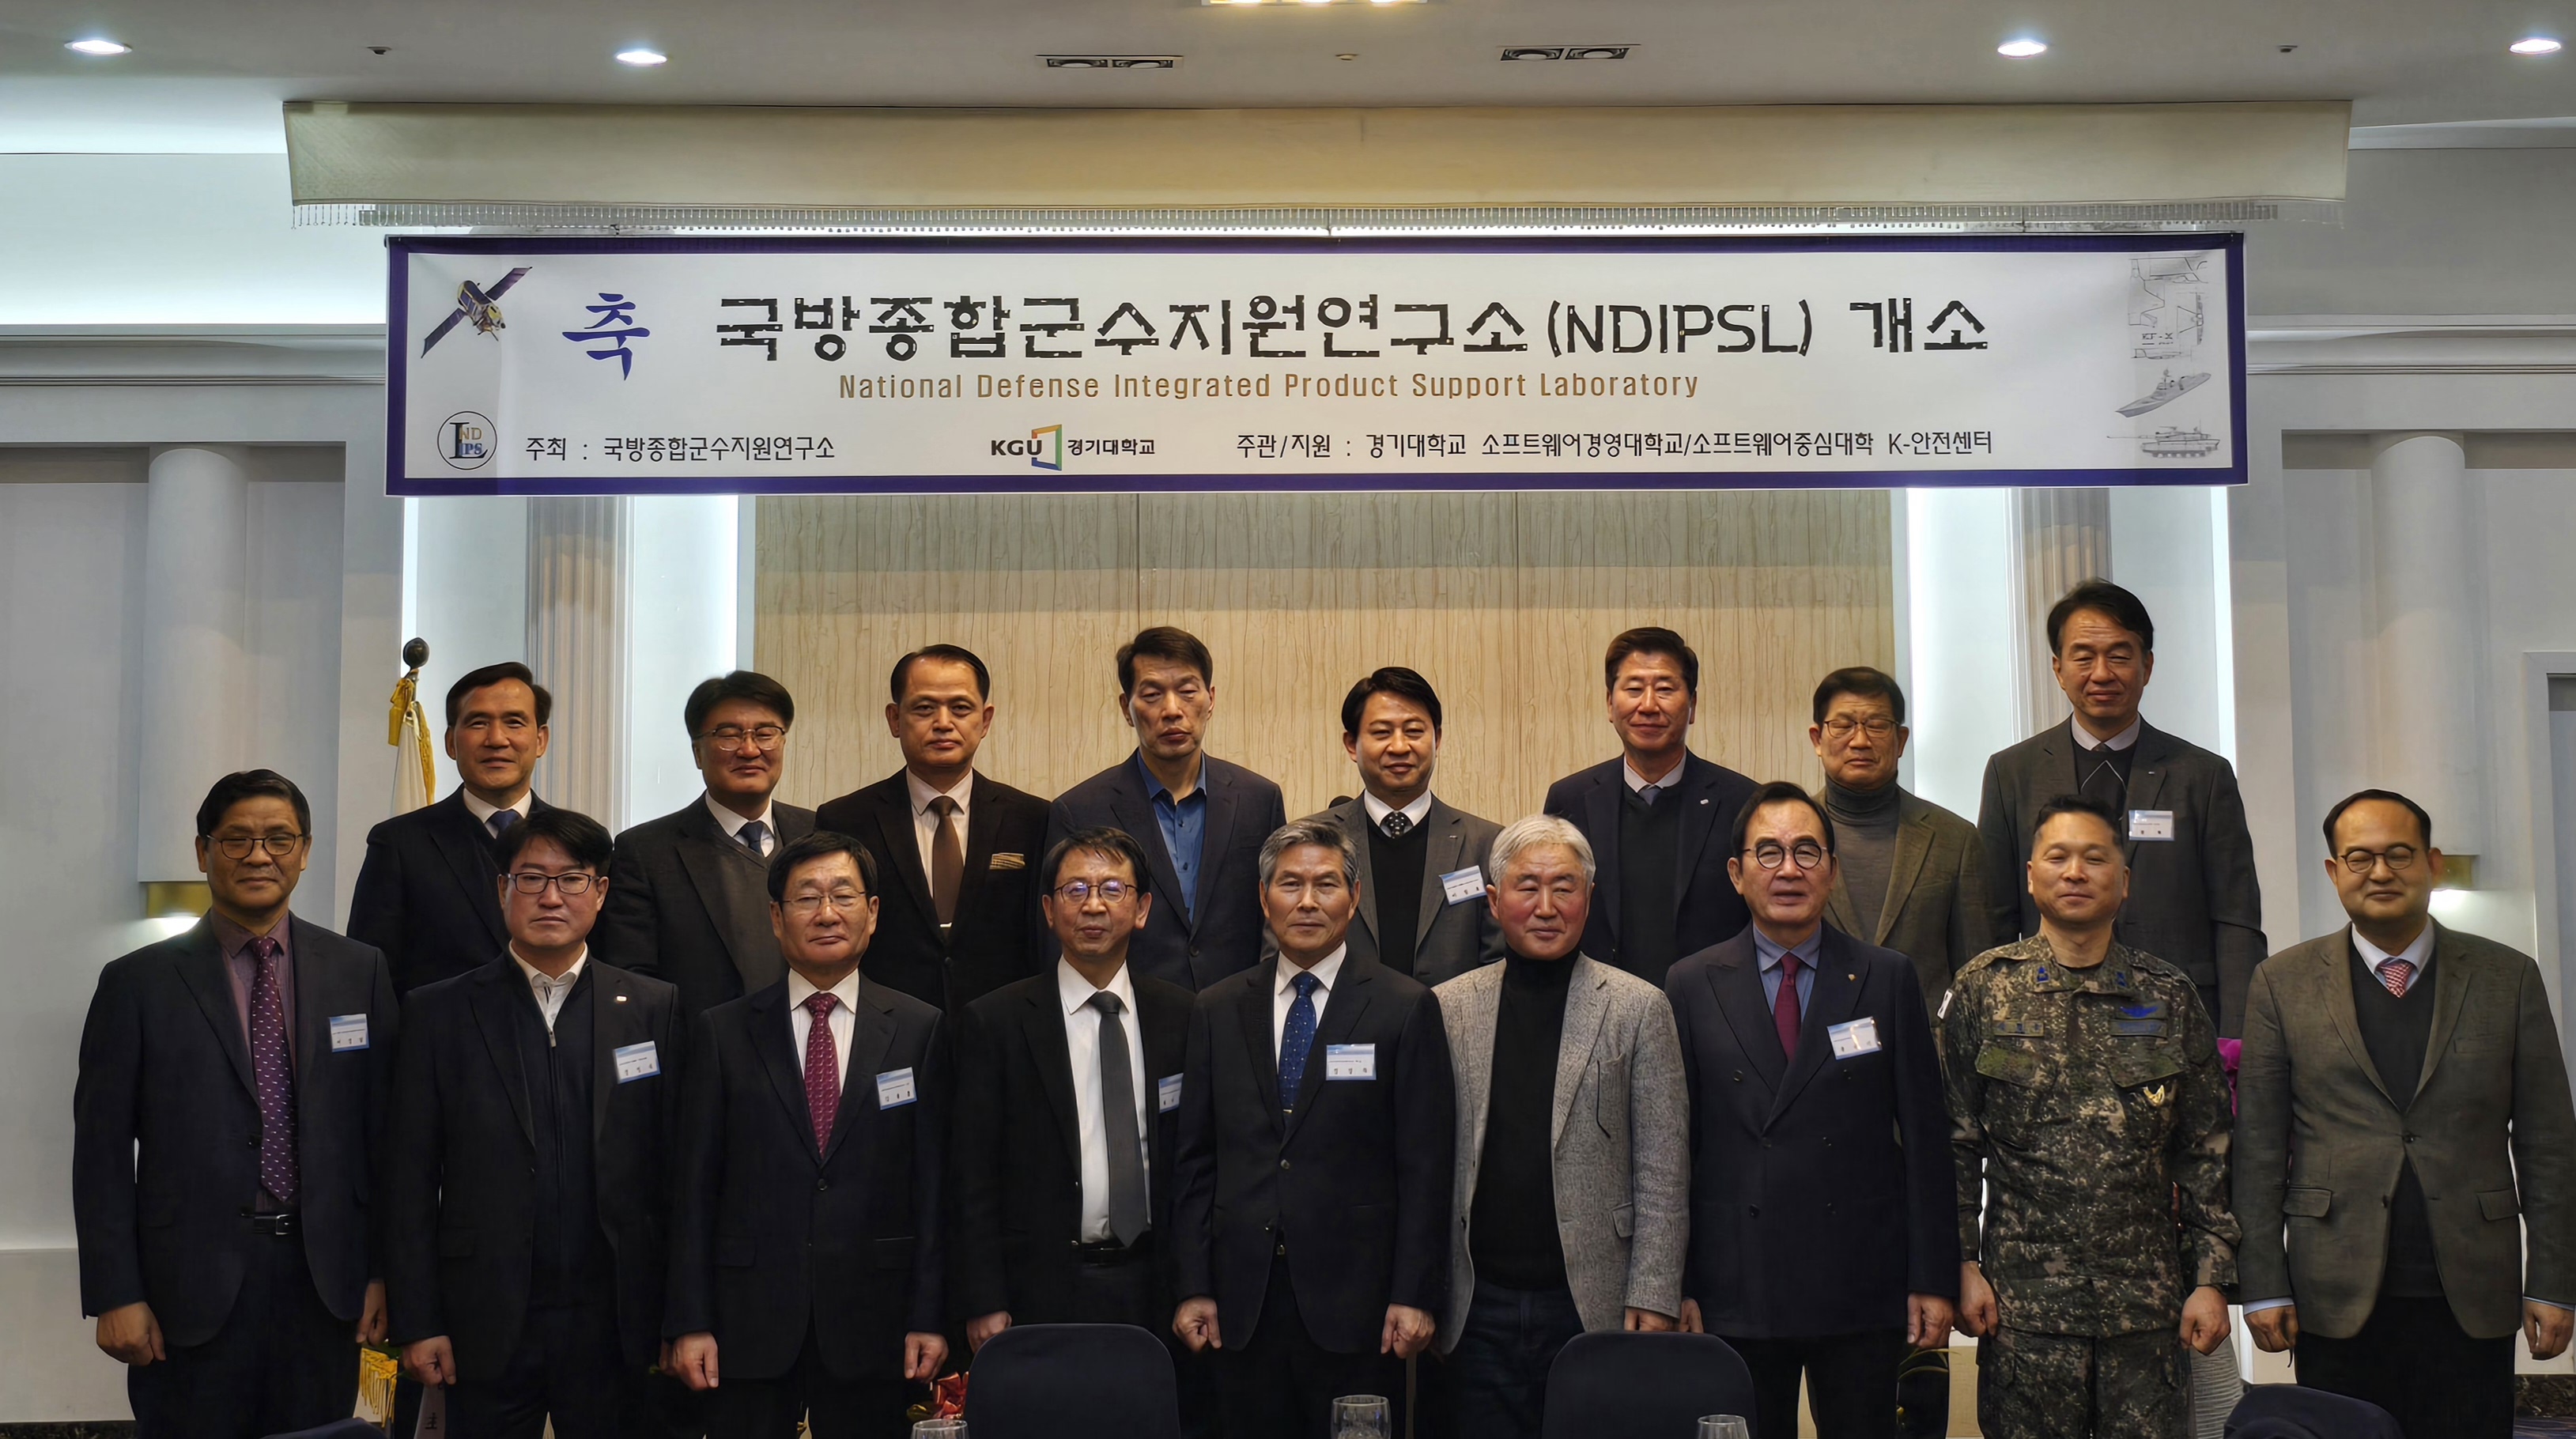 축 국방종합군수지원연구소(NDIPSL) 개소
National Defense Integrated Product Support Laboratory
KF-X
ND
L IPS
주최 : 국방종합군수지원연구소
KGU 경기대학교
주관/지원 : 경기대학교 소프트웨어경영대학교/소프트웨어중심대학 K-안전센터